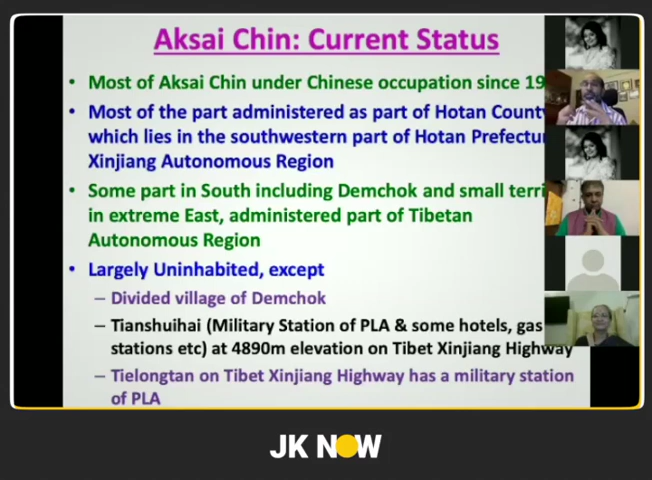 Aksai Chin: Current Status
• Most of Aksai Chin under Chinese occupation since 19
• Most of the part administered as part of Hotan County
which lies in the southwestern part of Hotan Prefectur
Xinjiang Autonomous Region
• Some part in South including Demchok and small terri
in extreme East, administered part of Tibetan
Autonomous Region
• Largely Uninhabited, except
– Divided village of Demchok
– Tianshuihai (Military Station of PLA & some hotels, gas
stations etc) at 4890m elevation on Tibet Xinjiang Highway
– Tielongtan on Tibet Xinjiang Highway has a military station
of PLA
JK NOW